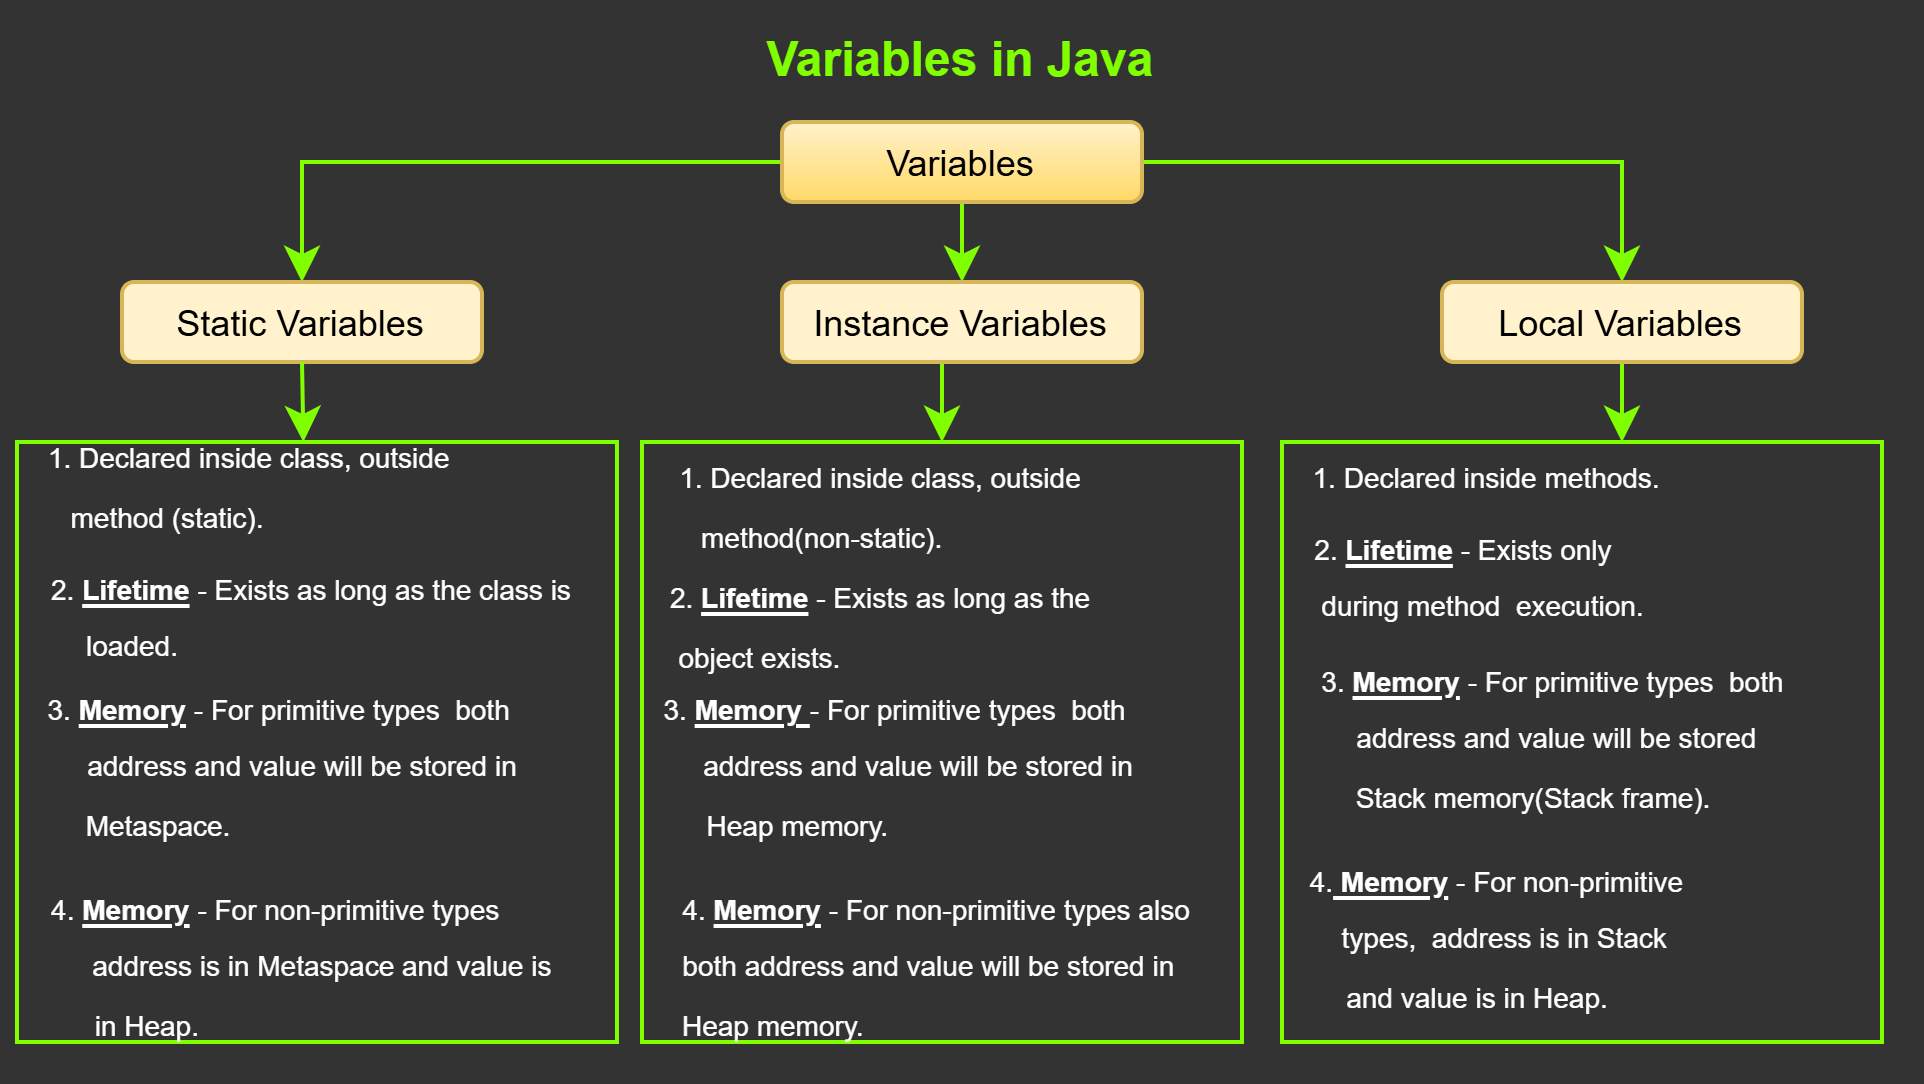 Variables in Java
Variables
Static Variables
Instance Variables
Local Variables
1. Declared inside class, outside
method (static).
2. Lifetime - Exists as long as the class is
loaded.
3. Memory - For primitive types  both
address and value will be stored in
Metaspace.
4. Memory - For non-primitive types
address is in Metaspace and value is
in Heap.
1. Declared inside class, outside
method(non-static).
2. Lifetime - Exists as long as the
object exists.
3. Memory - For primitive types  both
address and value will be stored in
Heap memory.
4. Memory - For non-primitive types also
both address and value will be stored in
Heap memory.
1. Declared inside methods.
2. Lifetime - Exists only
during method  execution.
3. Memory - For primitive types  both
address and value will be stored
Stack memory(Stack frame).
4. Memory - For non-primitive
types,  address is in Stack
and value is in Heap.